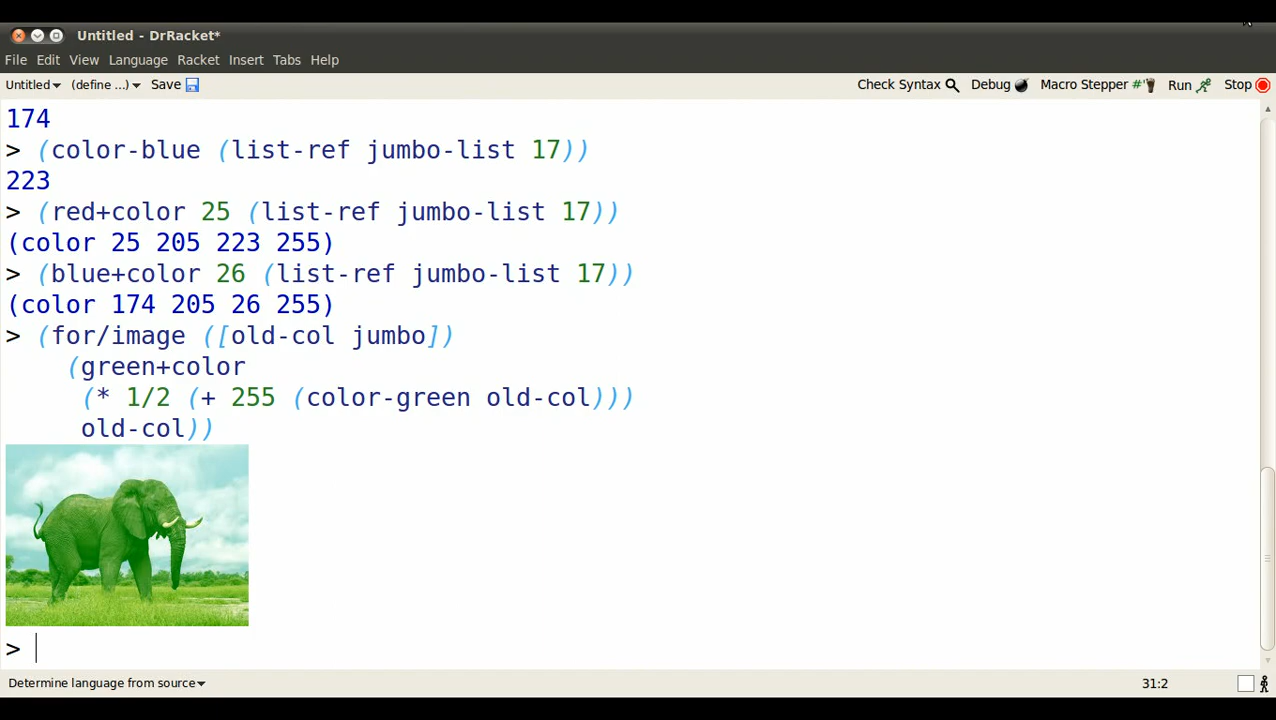 Untitled - DrRacket*
File Edit View Language Racket Insert Tabs Help
Untitled (define ...) Save Check Syntax Debug Macro Stepper #' Run Stop
174
> (color-blue (list-ref jumbo-list 17))
223
> (red+color 25 (list-ref jumbo-list 17))
(color 25 205 223 255)
> (blue+color 26 (list-ref jumbo-list 17))
(color 174 205 26 255)
> (for/image ([old-col jumbo])
(green+color
(* 1/2 (+ 255 (color-green old-col)))
old-col))
>
Determine language from source 31:2